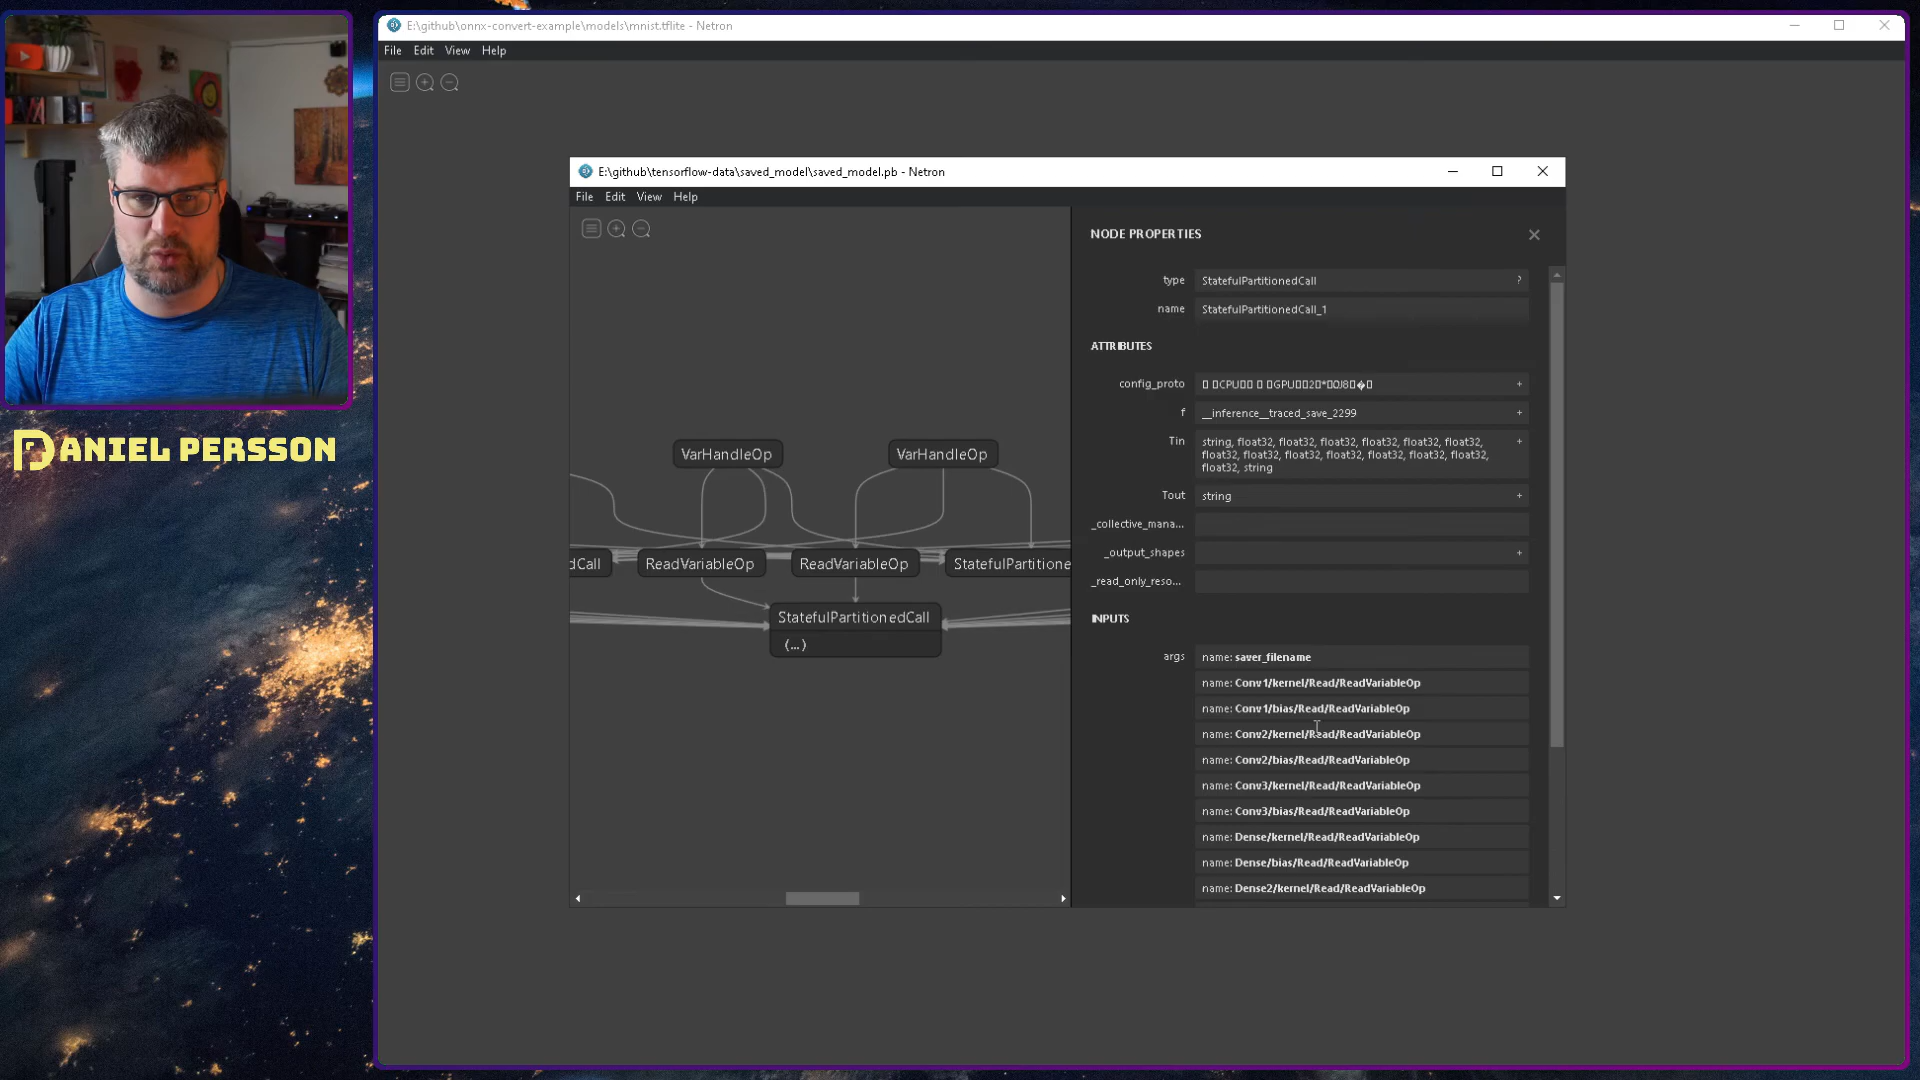 E:\github\onnx-convert-example\models\mnist.tflite - Netron
File Edit View Help
E:\github\tensorflow-data\saved_model\saved_model.pb - Netron
File Edit View Help
VarHandleOp
VarHandleOp
dCall
ReadVariableOp
ReadVariableOp
StatefulPartitione
StatefulPartitionedCall
⟨…⟩
NODE PROPERTIES
type StatefulPartitionedCall ?
name StatefulPartitionedCall_1
ATTRIBUTES
config_proto
f __inference__traced_save_2299 +
Tin string, float32, float32, float32, float32, float32, float32, +
float32, float32, float32, float32, float32, float32, float32,
float32, string
Tout string +
_collective_mana...
_output_shapes +
_read_only_reso...
INPUTS
args name: saver_filename
name: Conv1/kernel/Read/ReadVariableOp
name: Conv1/bias/Read/ReadVariableOp
name: Conv2/kernel/Read/ReadVariableOp
name: Conv2/bias/Read/ReadVariableOp
name: Conv3/kernel/Read/ReadVariableOp
name: Conv3/bias/Read/ReadVariableOp
name: Dense/kernel/Read/ReadVariableOp
name: Dense/bias/Read/ReadVariableOp
name: Dense2/kernel/Read/ReadVariableOp
DANIEL PERSSON